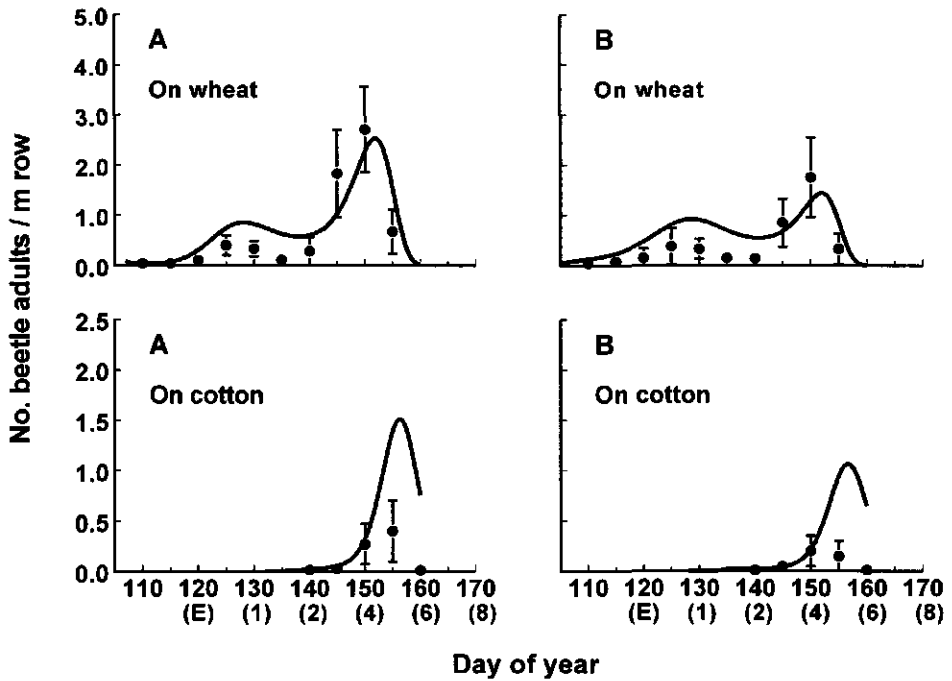 No. beetle adults / m row
5.0
4.0
3.0
2.0
1.0
0.0
A
On wheat
B
On wheat
2.5
2.0
1.5
1.0
0.5
0.0
A
On cotton
B
On cotton
110 120 130 140 150 160 170
(E) (1) (2) (4) (6) (8)
110 120 130 140 150 160 170
(E) (1) (2) (4) (6) (8)
Day of year